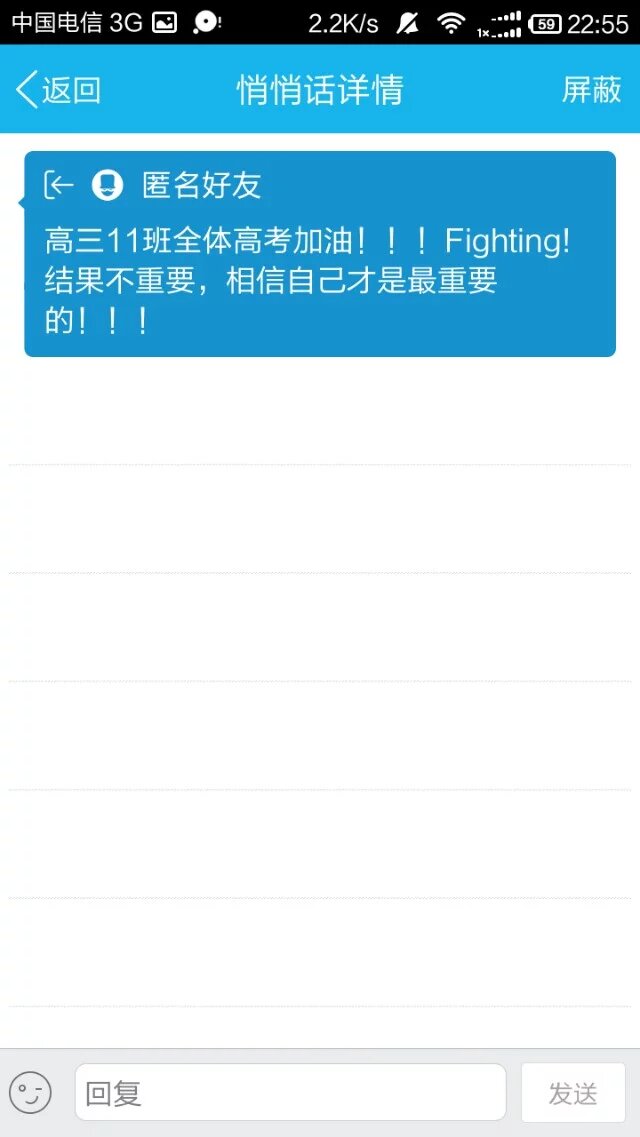 中国电信 3G 2.2K/s 59 22:55
返回 悄悄话详情 屏蔽
匿名好友
高三11班全体高考加油！！！Fighting!
结果不重要，相信自己才是最重要
的！！！
回复 发送